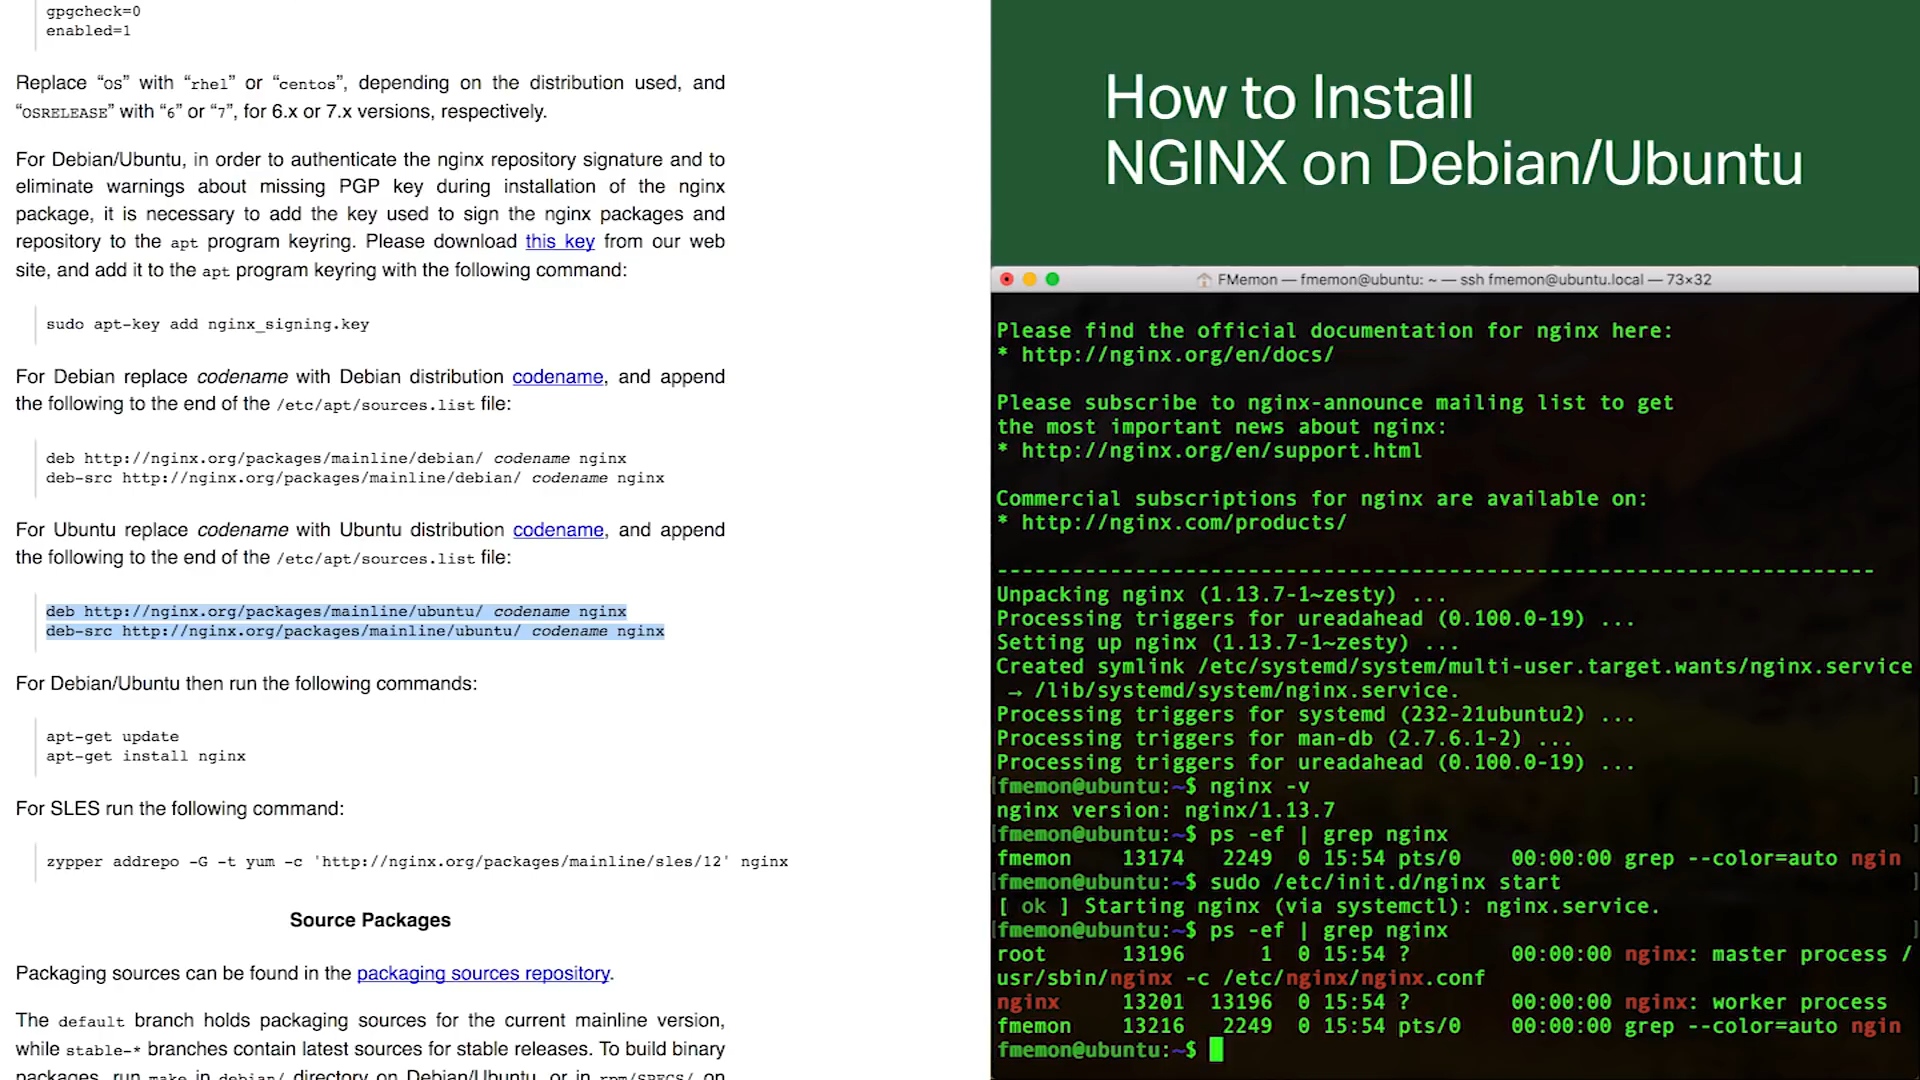 gpgcheck=0
enabled=1
Replace “OS” with “rhel” or “centos”, depending on the distribution used, and
“OSRELEASE” with “6” or “7”, for 6.x or 7.x versions, respectively.
For Debian/Ubuntu, in order to authenticate the nginx repository signature and to
eliminate warnings about missing PGP key during installation of the nginx
package, it is necessary to add the key used to sign the nginx packages and
repository to the apt program keyring. Please download this key from our web
site, and add it to the apt program keyring with the following command:
sudo apt-key add nginx_signing.key
For Debian replace codename with Debian distribution codename, and append
the following to the end of the /etc/apt/sources.list file:
deb http://nginx.org/packages/mainline/debian/ codename nginx
deb-src http://nginx.org/packages/mainline/debian/ codename nginx
For Ubuntu replace codename with Ubuntu distribution codename, and append
the following to the end of the /etc/apt/sources.list file:
deb http://nginx.org/packages/mainline/ubuntu/ codename nginx
deb-src http://nginx.org/packages/mainline/ubuntu/ codename nginx
For Debian/Ubuntu then run the following commands:
apt-get update
apt-get install nginx
For SLES run the following command:
zypper addrepo -G -t yum -c 'http://nginx.org/packages/mainline/sles/12' nginx
Source Packages
Packaging sources can be found in the packaging sources repository.
The default branch holds packaging sources for the current mainline version,
while stable-* branches contain latest sources for stable releases. To build binary
packages, run make in debian/ directory on Debian/Ubuntu, or in rpm/SPECS/ on
How to Install
NGINX on Debian/Ubuntu
FMemon — fmemon@ubuntu: ~ — ssh fmemon@ubuntu.local — 73×32
Please find the official documentation for nginx here:
* http://nginx.org/en/docs/
Please subscribe to nginx-announce mailing list to get
the most important news about nginx:
* http://nginx.org/en/support.html
Commercial subscriptions for nginx are available on:
* http://nginx.com/products/
----------------------------------------------------------------------
Unpacking nginx (1.13.7-1~zesty) ...
Processing triggers for ureadahead (0.100.0-19) ...
Setting up nginx (1.13.7-1~zesty) ...
Created symlink /etc/systemd/system/multi-user.target.wants/nginx.service
→ /lib/systemd/system/nginx.service.
Processing triggers for systemd (232-21ubuntu2) ...
Processing triggers for man-db (2.7.6.1-2) ...
Processing triggers for ureadahead (0.100.0-19) ...
[fmemon@ubuntu:~$ nginx -v ]
nginx version: nginx/1.13.7
[fmemon@ubuntu:~$ ps -ef | grep nginx ]
fmemon 13174 2249 0 15:54 pts/0 00:00:00 grep --color=auto ngin
[fmemon@ubuntu:~$ sudo /etc/init.d/nginx start ]
[ ok ] Starting nginx (via systemctl): nginx.service.
[fmemon@ubuntu:~$ ps -ef | grep nginx ]
root 13196 1 0 15:54 ? 00:00:00 nginx: master process /
usr/sbin/nginx -c /etc/nginx/nginx.conf
nginx 13201 13196 0 15:54 ? 00:00:00 nginx: worker process
fmemon 13216 2249 0 15:54 pts/0 00:00:00 grep --color=auto ngin
fmemon@ubuntu:~$